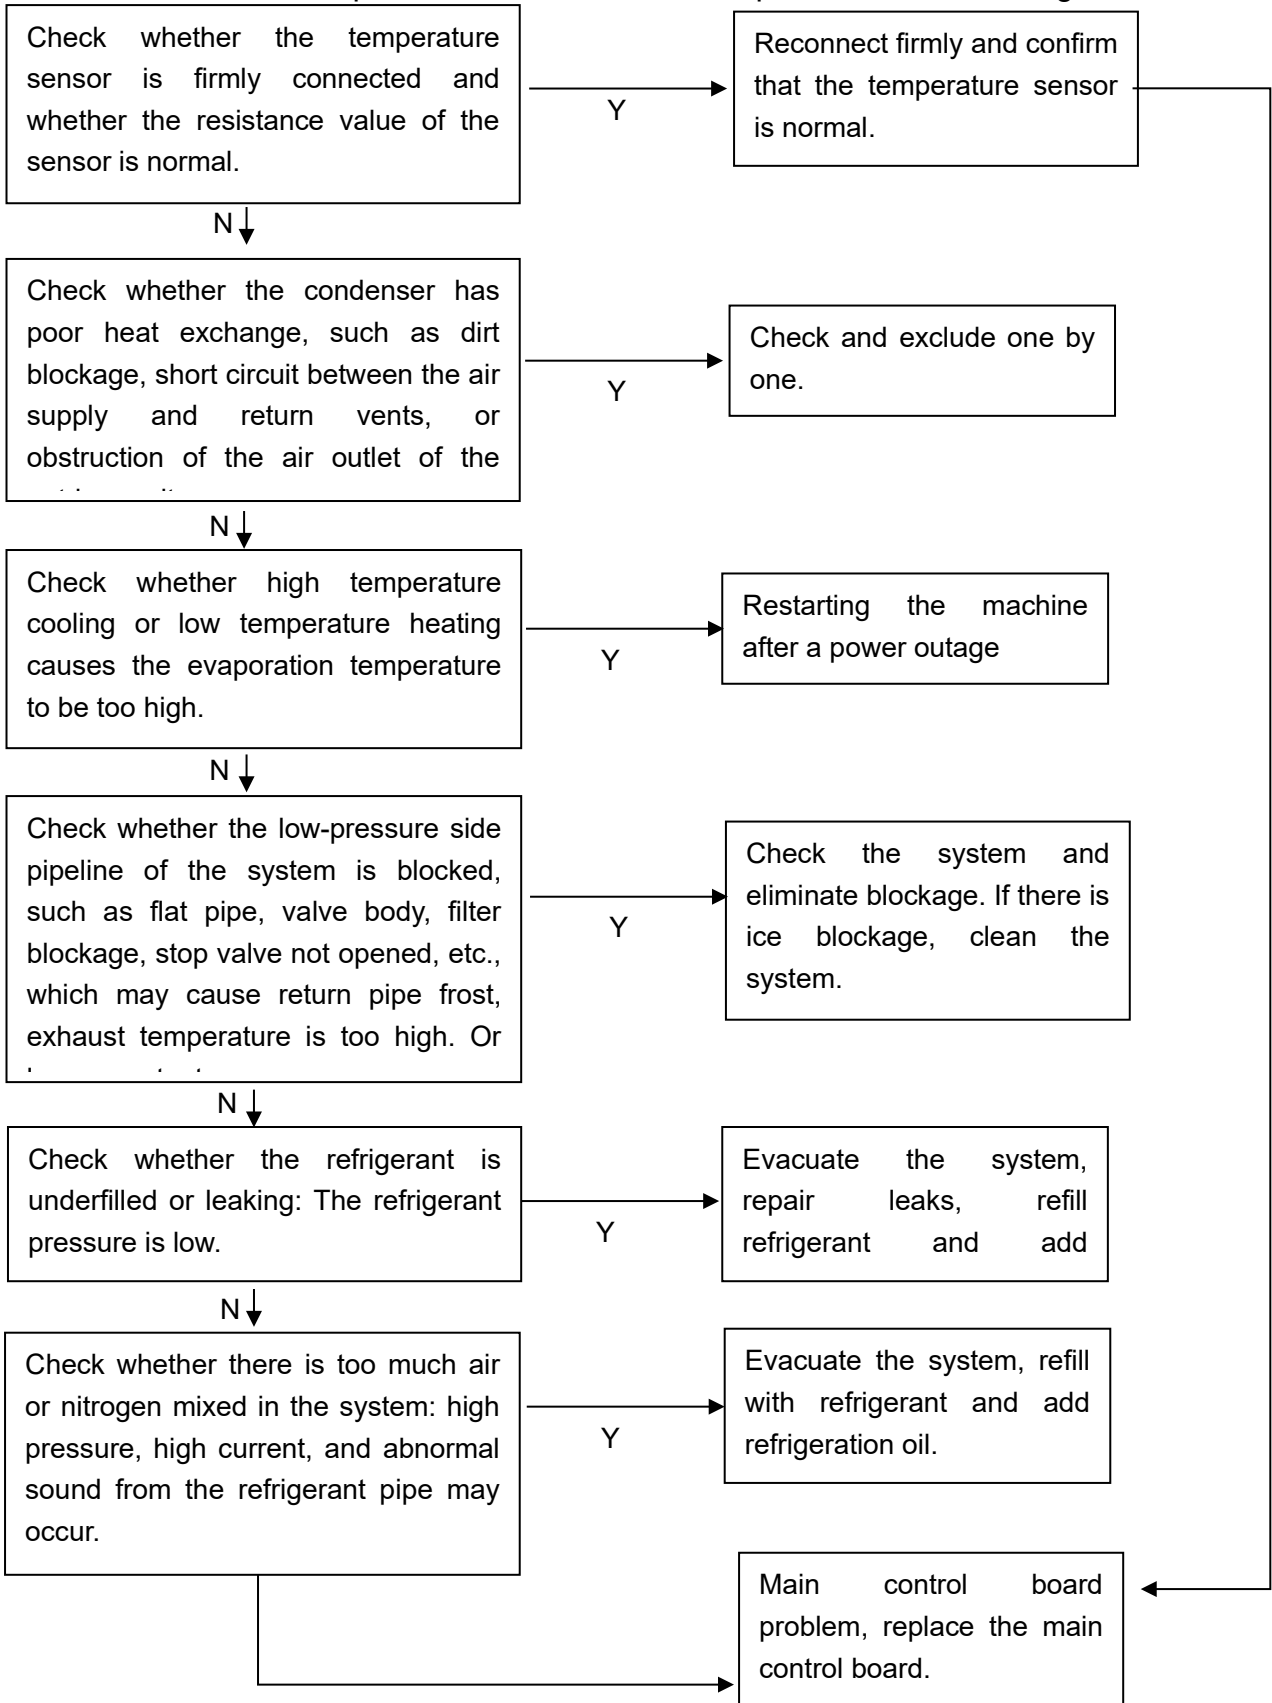 Check whether the temperature
sensor is firmly connected and
whether the resistance value of the
sensor is normal.
Y
Reconnect firmly and confirm
that the temperature sensor
is normal.
N
Check whether the condenser has
poor heat exchange, such as dirt
blockage, short circuit between the air
supply and return vents, or
obstruction of the air outlet of the
Y
Check and exclude one by
one.
N
Check whether high temperature
cooling or low temperature heating
causes the evaporation temperature
to be too high.
Y
Restarting the machine
after a power outage
N
Check whether the low-pressure side
pipeline of the system is blocked,
such as flat pipe, valve body, filter
blockage, stop valve not opened, etc.,
which may cause return pipe frost,
exhaust temperature is too high. Or
Y
Check the system and
eliminate blockage. If there is
ice blockage, clean the
system.
N
Check whether the refrigerant is
underfilled or leaking: The refrigerant
pressure is low.
Y
Evacuate the system,
repair leaks, refill
refrigerant and add
N
Check whether there is too much air
or nitrogen mixed in the system: high
pressure, high current, and abnormal
sound from the refrigerant pipe may
occur.
Y
Evacuate the system, refill
with refrigerant and add
refrigeration oil.
Main control board
problem, replace the main
control board.